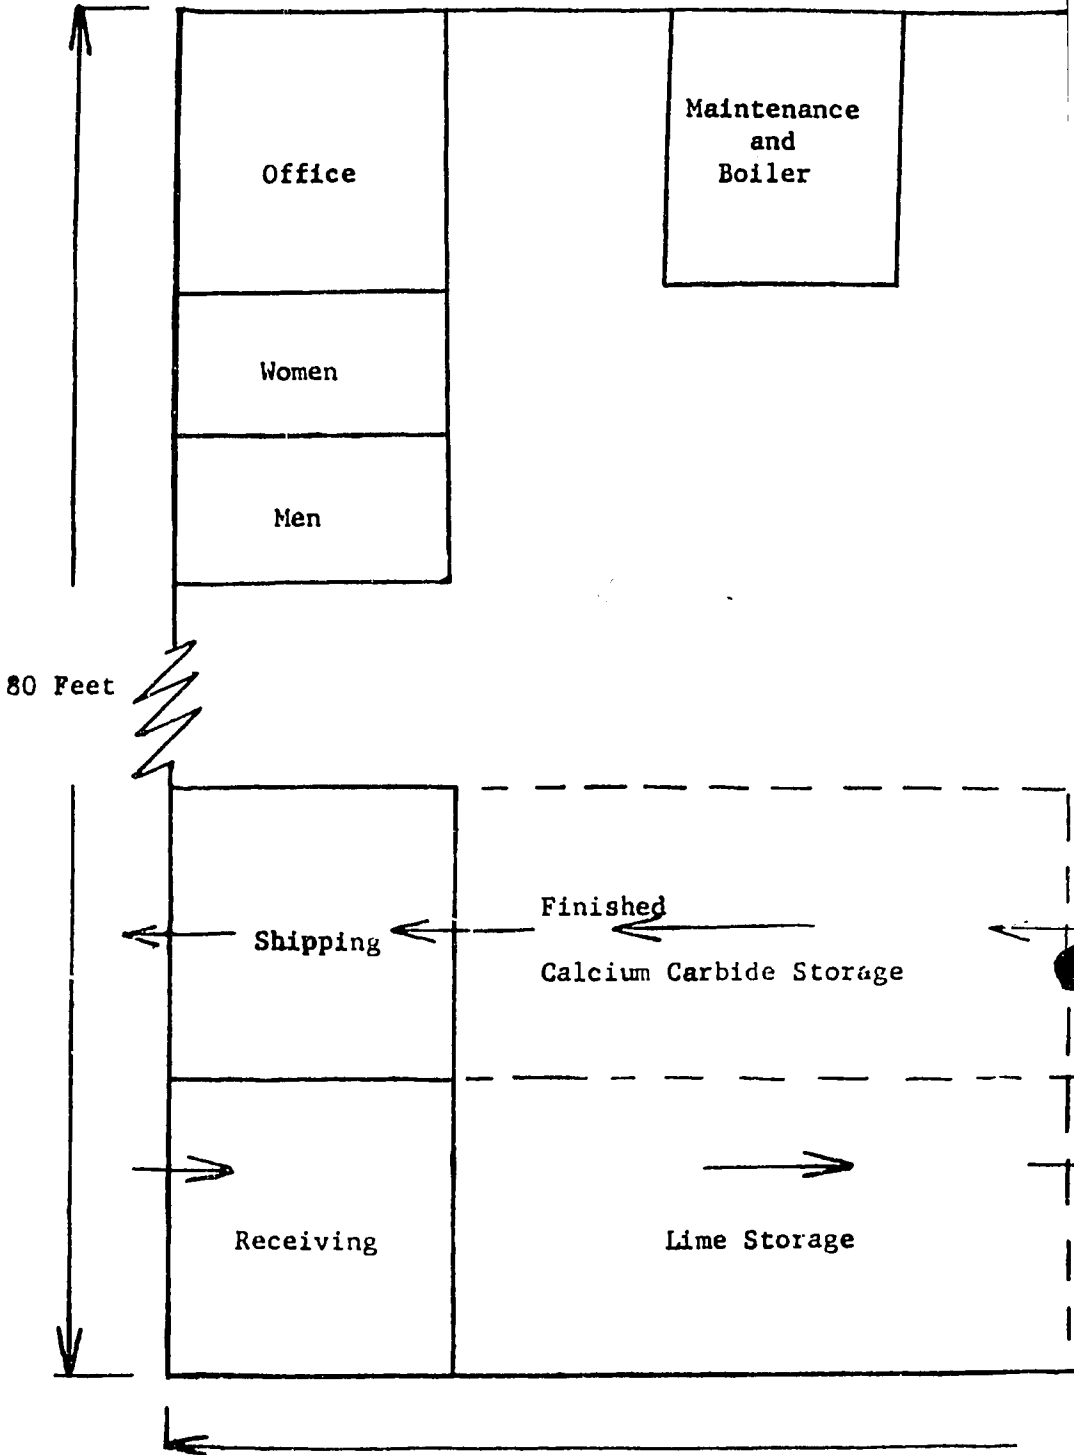 Office
Maintenance
and
Boiler
Women
Men
80 Feet
Shipping
Finished
Calcium Carbide Storage
Receiving
Lime Storage